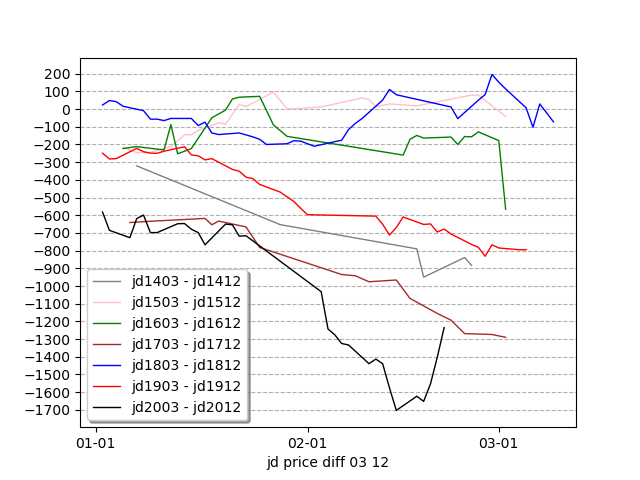 200
100
0
−100
−200
−300
−400
−500
−600
−700
−800
−900
−1000
−1100
−1200
−1300
−1400
−1500
−1600
−1700
jd1403 - jd1412
jd1503 - jd1512
jd1603 - jd1612
jd1703 - jd1712
jd1803 - jd1812
jd1903 - jd1912
jd2003 - jd2012
01-01 02-01 03-01
jd price diff 03 12